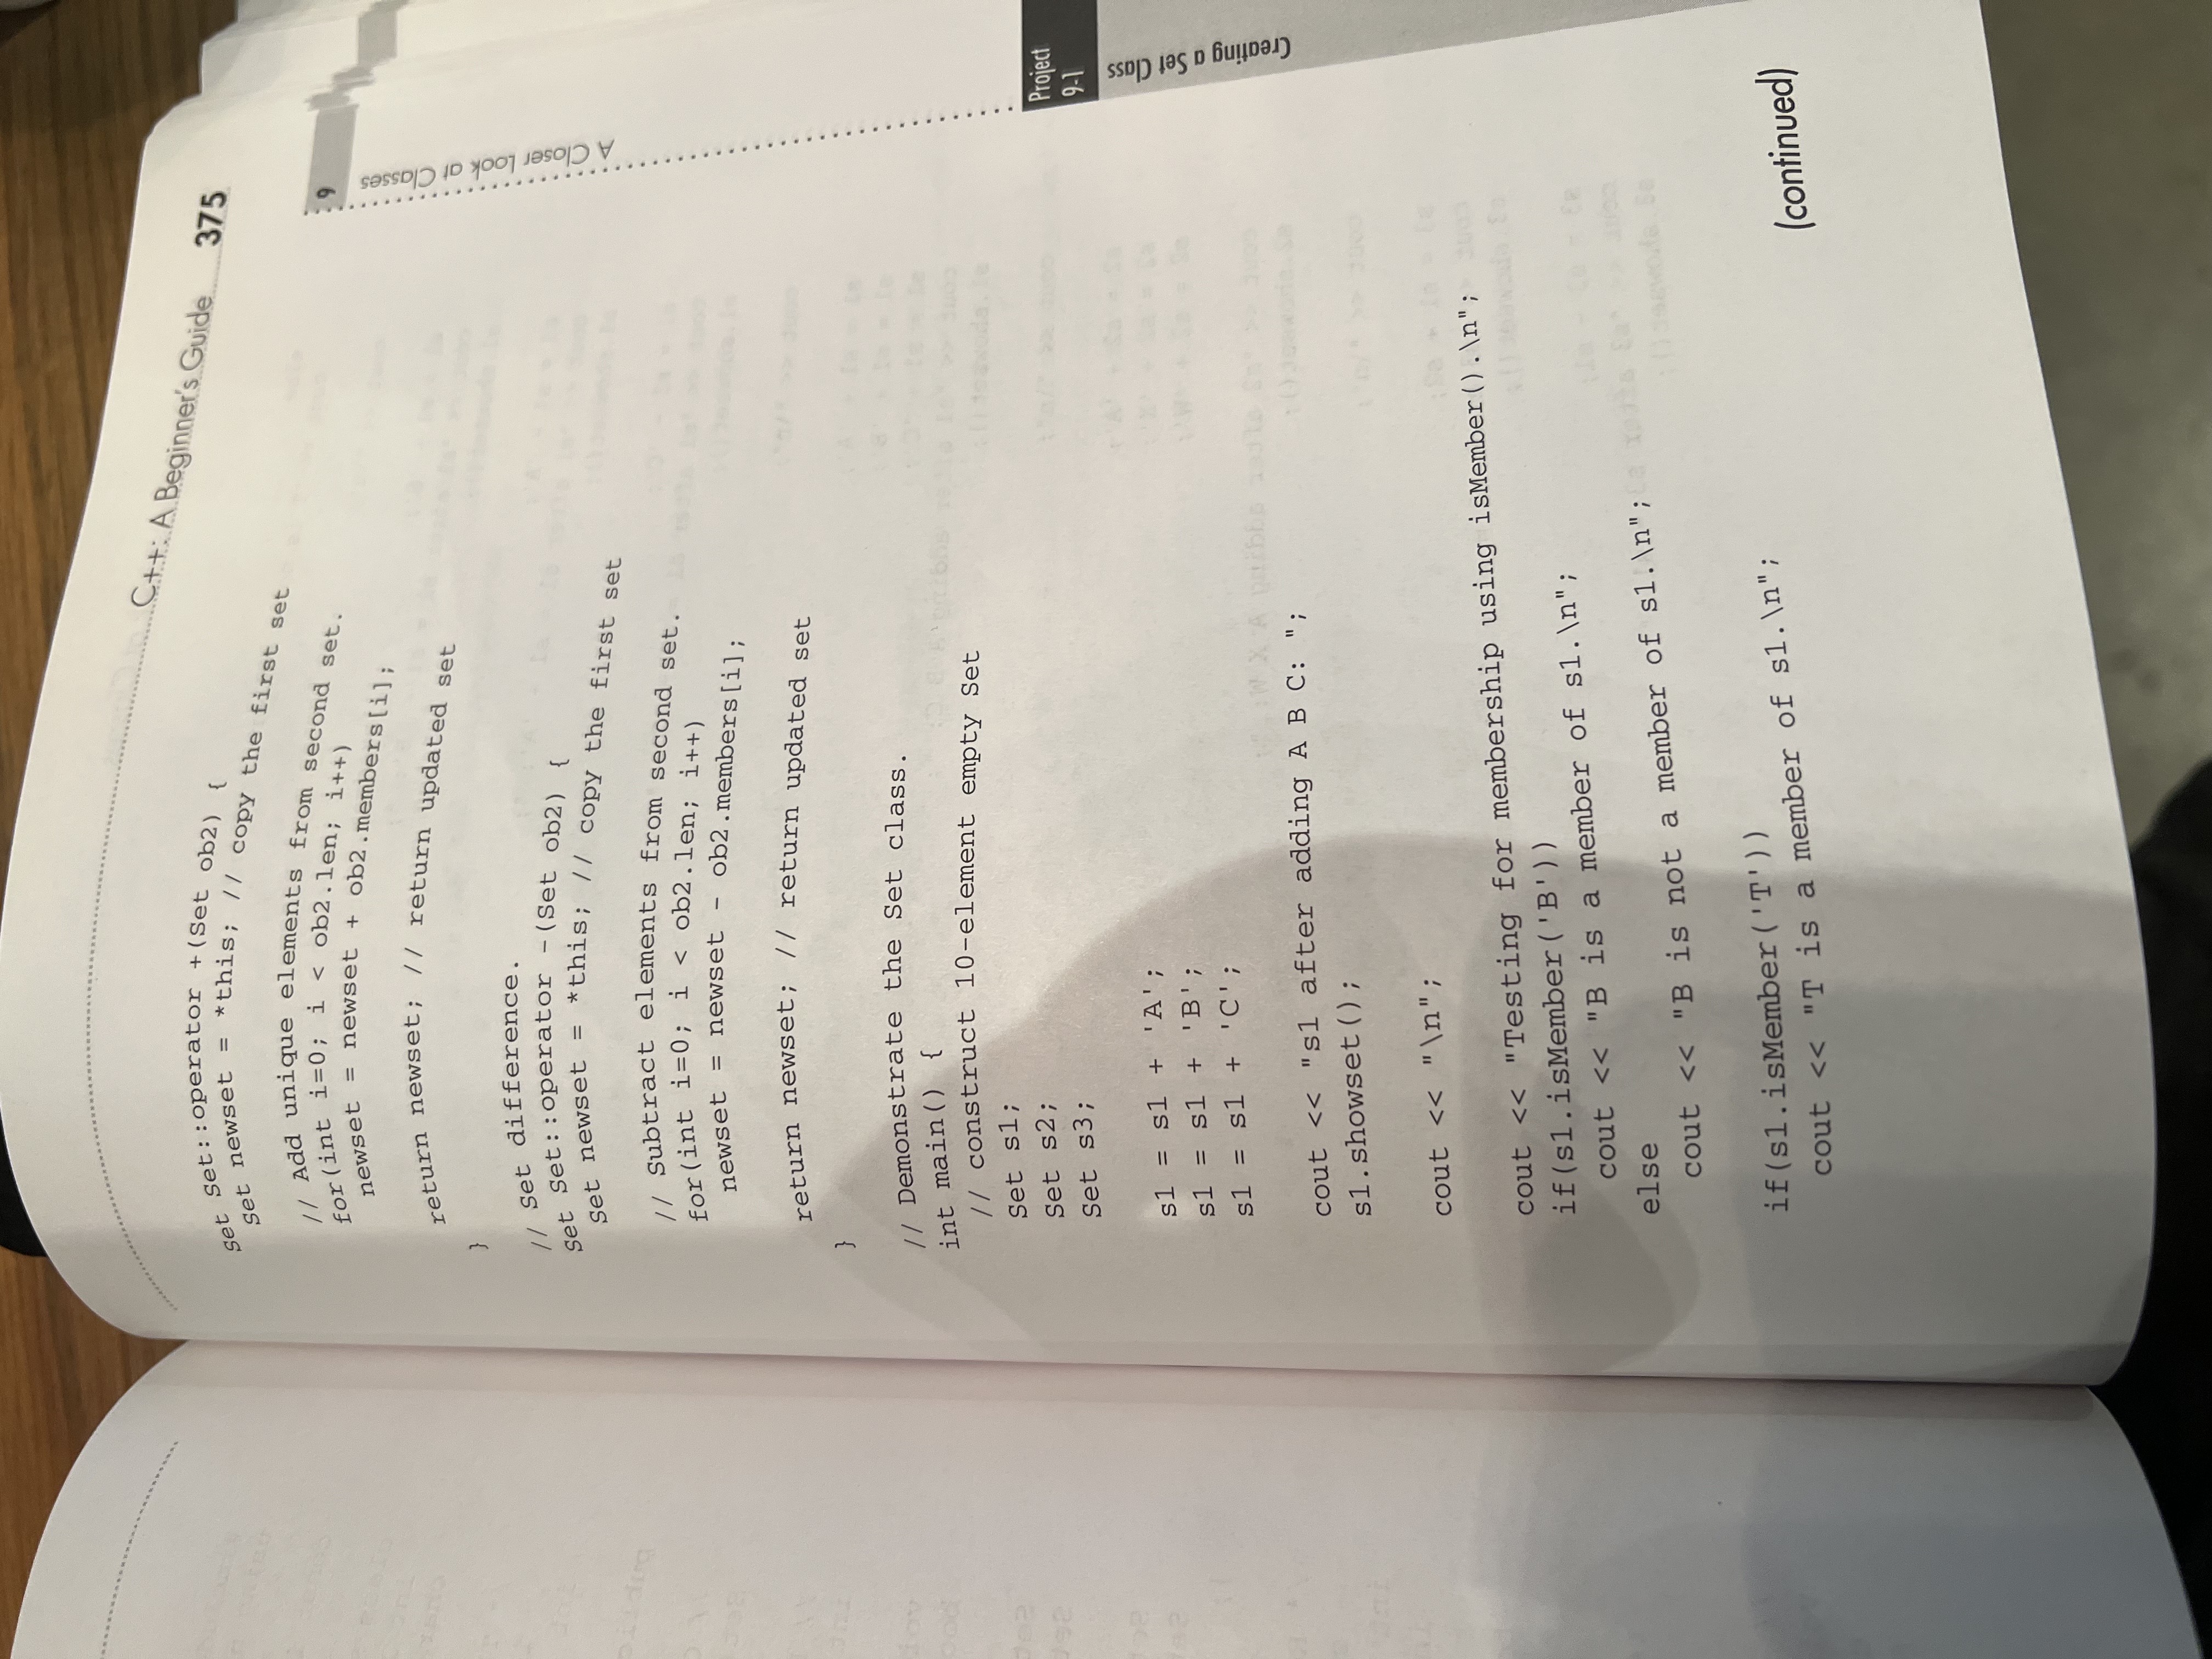 C++: A Beginner's Guide 375
Set Set::operator +(Set ob2) {
  Set newset = *this; // copy the first set

  // Add unique elements from second set.
  for(int i=0; i < ob2.len; i++)
    newset = newset + ob2.members[i];

  return newset; // return updated set
}

// Set difference.
Set Set::operator -(Set ob2) {
  Set newset = *this; // copy the first set

  // Subtract elements from second set.
  for(int i=0; i < ob2.len; i++)
    newset = newset - ob2.members[i];

  return newset; // return updated set
}

// Demonstrate the Set class.
int main() {
  // construct 10-element empty Set
  Set s1;
  Set s2;
  Set s3;

  s1 = s1 + 'A';
  s1 = s1 + 'B';
  s1 = s1 + 'C';

  cout << "s1 after adding A B C: ";
  s1.showset();

  cout << "\n";

  cout << "Testing for membership using isMember().\n";
  if(s1.isMember('B'))
    cout << "B is a member of s1.\n";
  else
    cout << "B is not a member of s1.\n";

  if(s1.isMember('T'))
    cout << "T is a member of s1.\n";
(continued)
9
A Closer Look at Classes
Project
9-1
Creating a Set Class